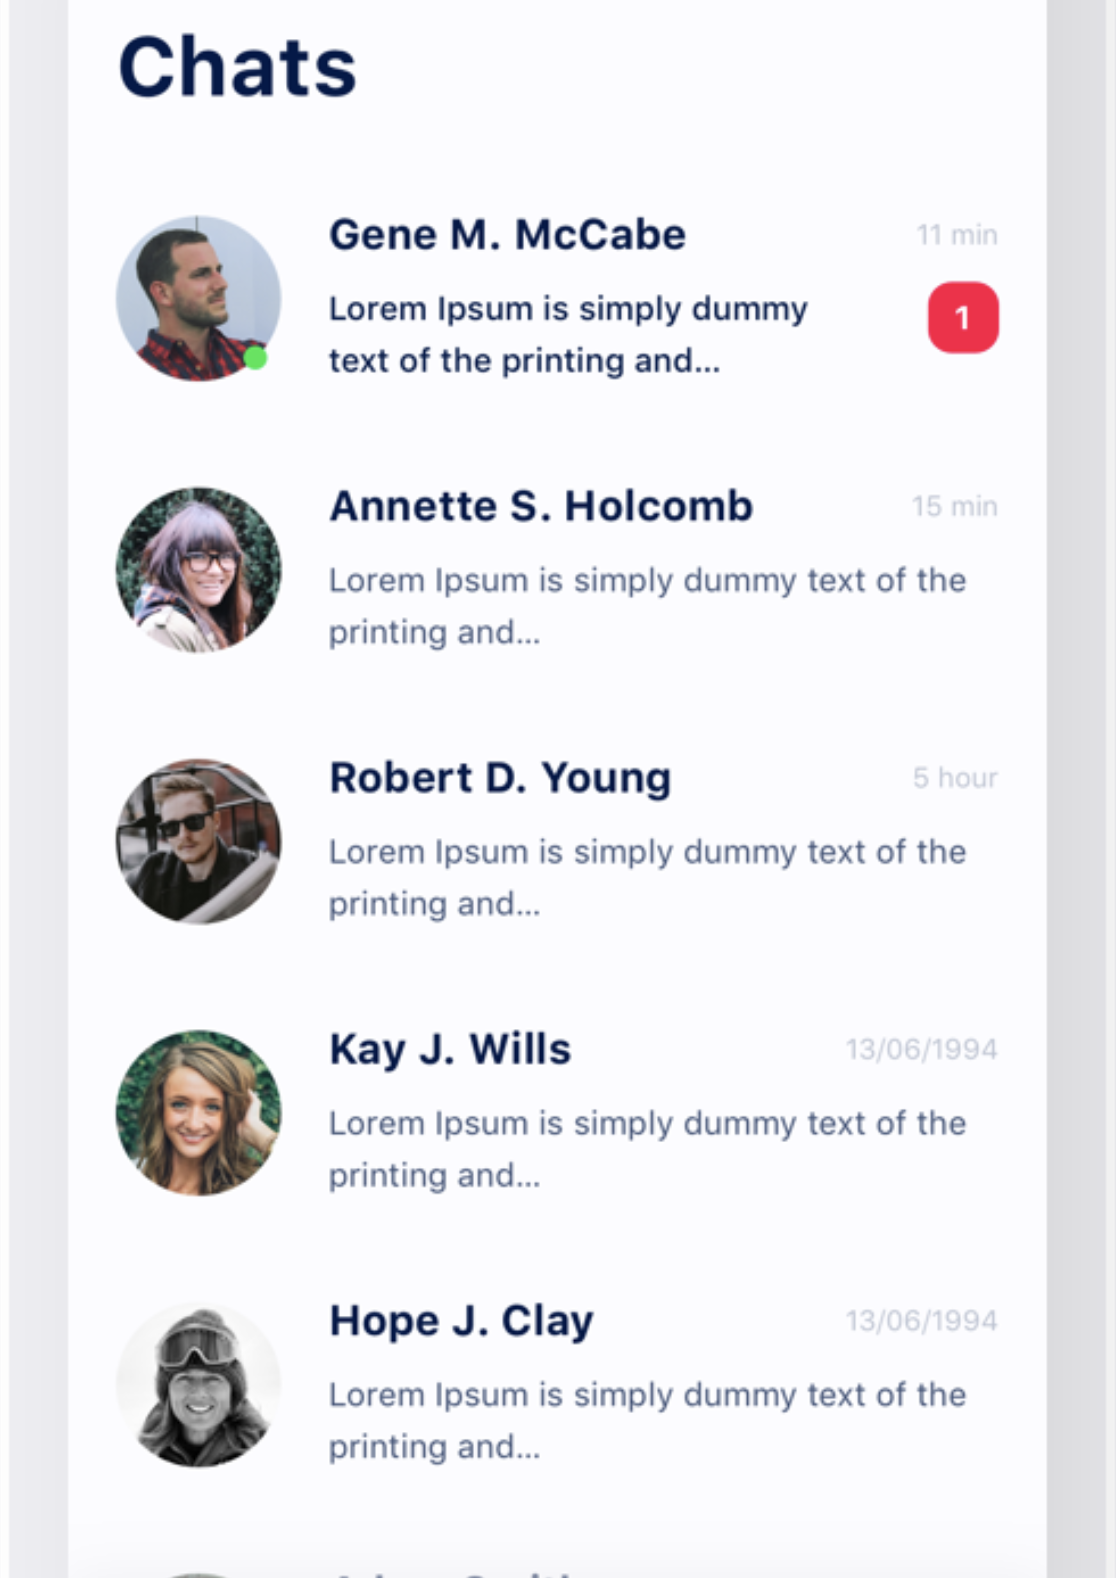 Chats
Gene M. McCabe
11 min
Lorem Ipsum is simply dummy
text of the printing and...
1
Annette S. Holcomb
15 min
Lorem Ipsum is simply dummy text of the
printing and...
Robert D. Young
5 hour
Lorem Ipsum is simply dummy text of the
printing and...
Kay J. Wills
13/06/1994
Lorem Ipsum is simply dummy text of the
printing and...
Hope J. Clay
13/06/1994
Lorem Ipsum is simply dummy text of the
printing and...